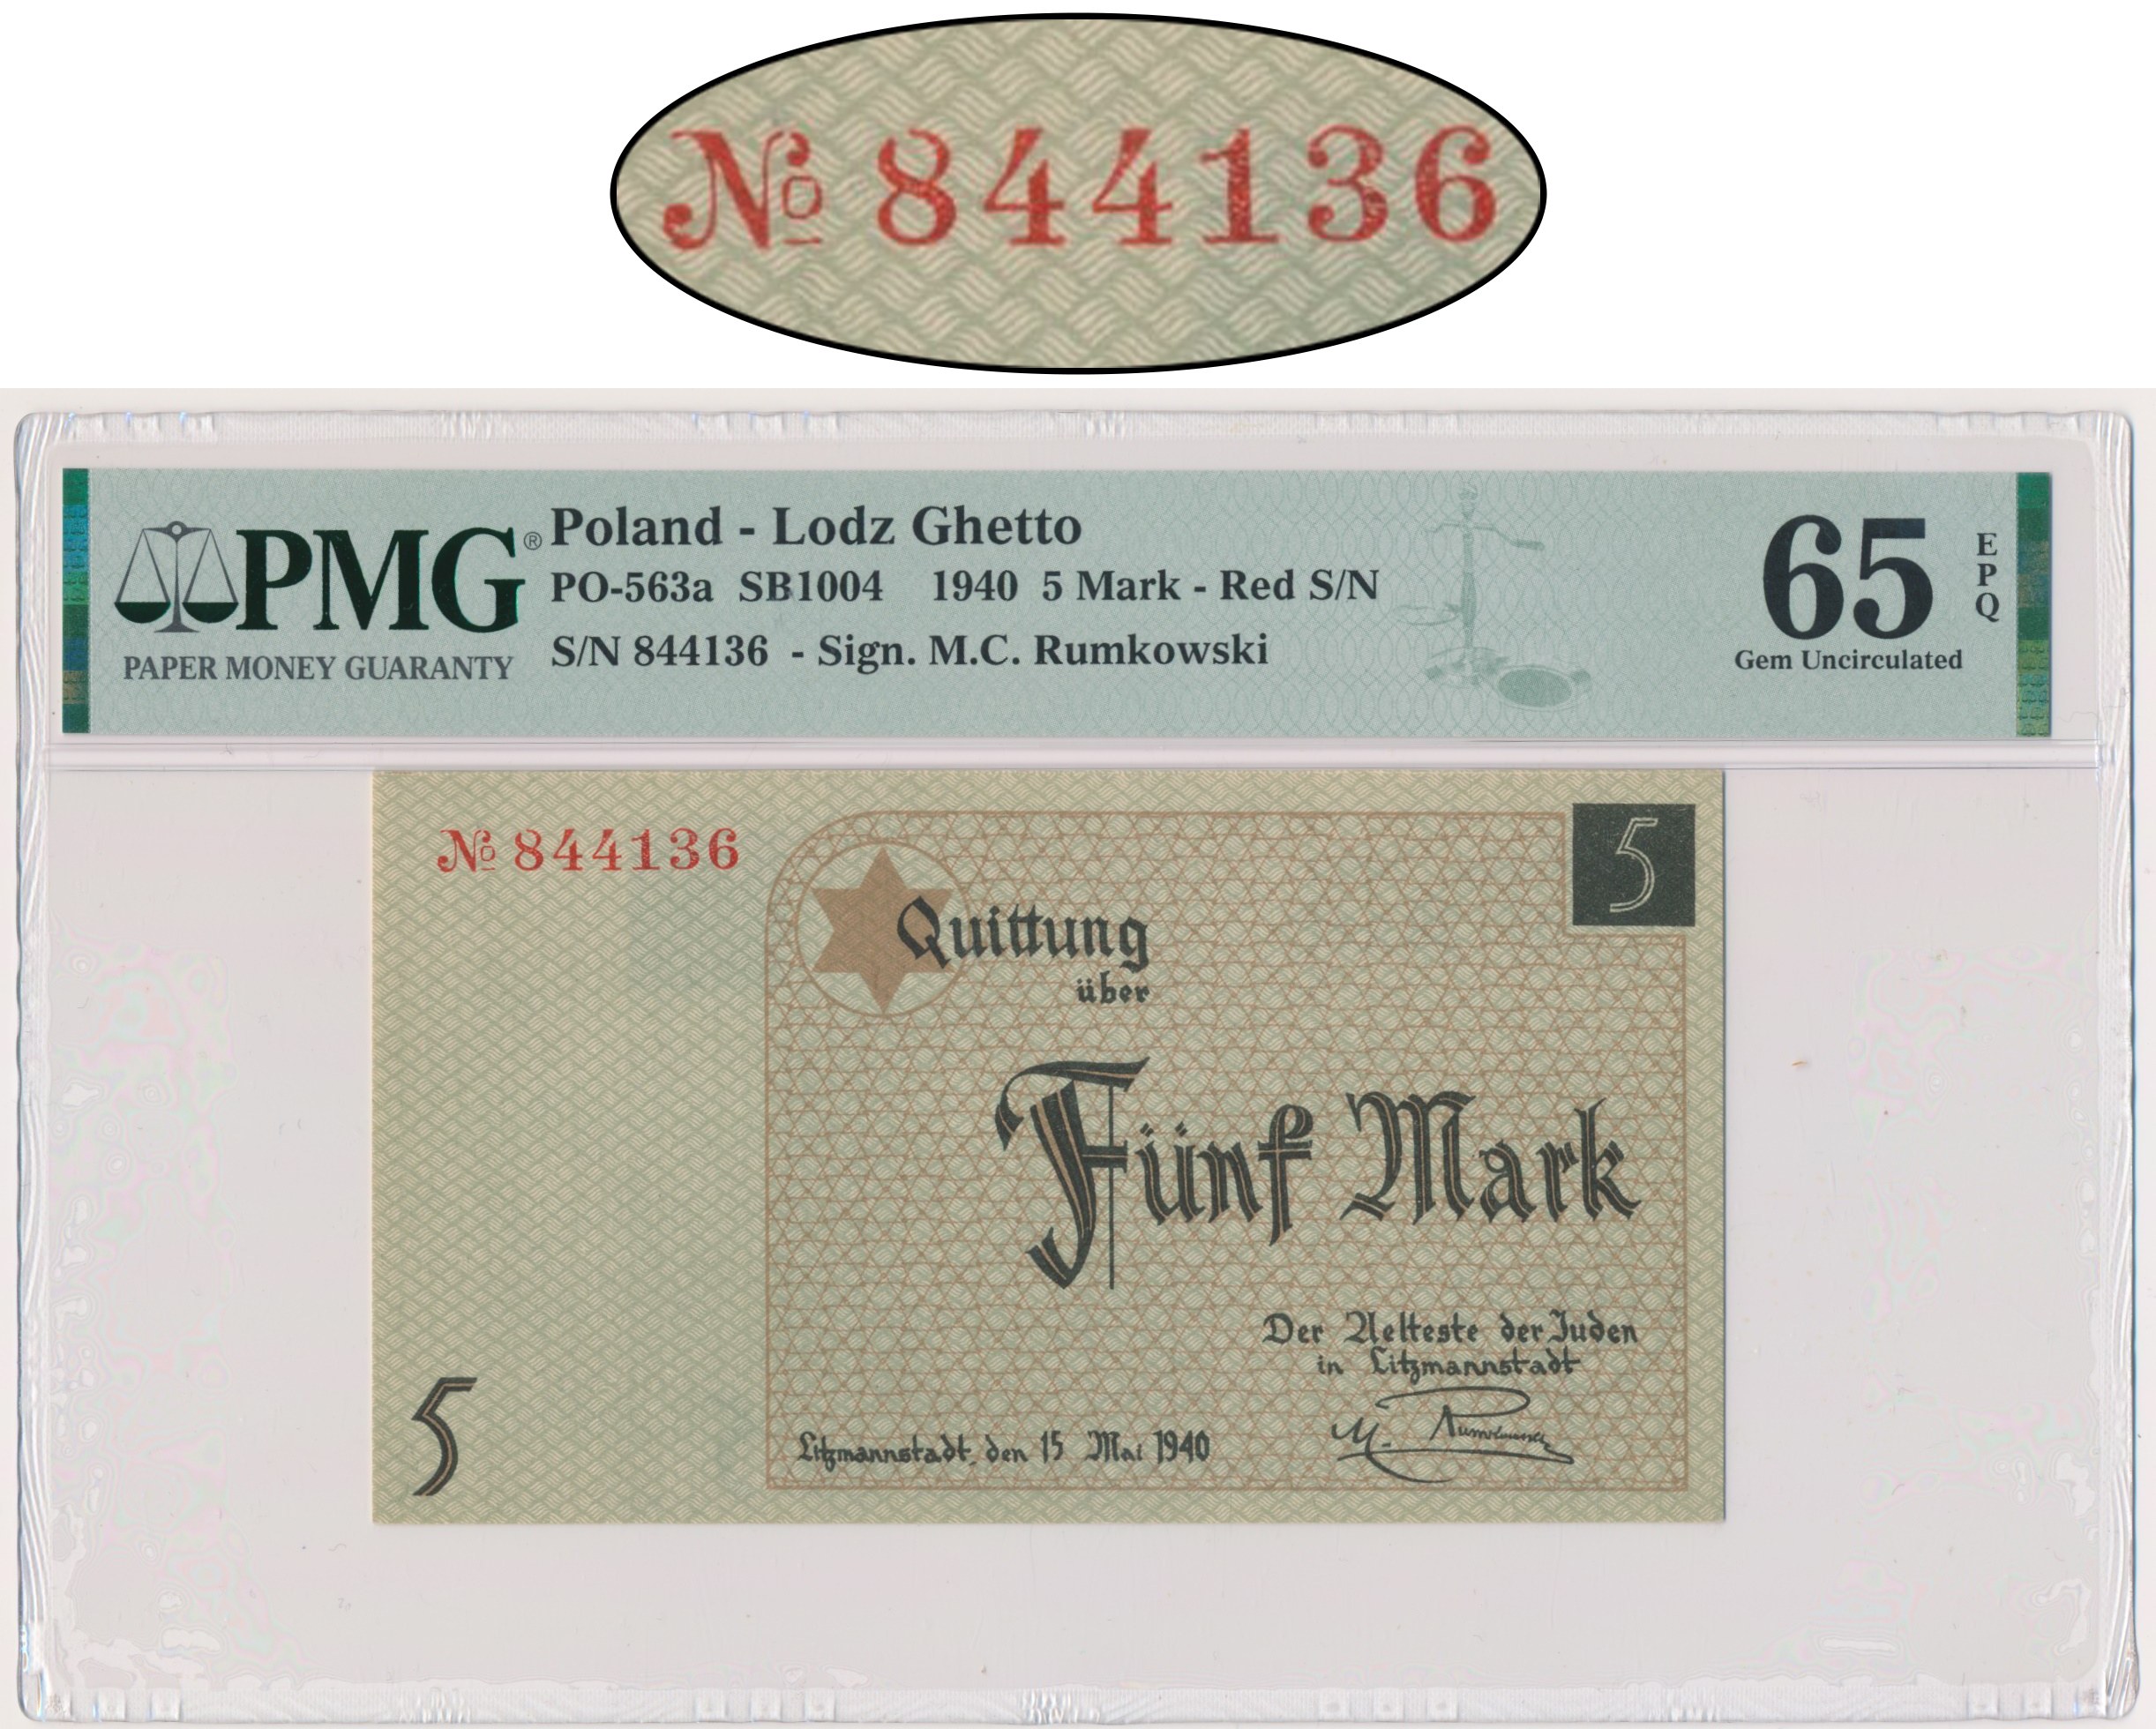 № 844136
PMG®
PAPER MONEY GUARANTY
Poland - Lodz Ghetto
PO-563a SB1004 1940 5 Mark - Red S/N
S/N 844136 - Sign. M.C. Rumkowski
65
EPQ
Gem Uncirculated
№ 844136
5
Quittung
über
Fünf Mark
Der Aelteste der Juden
in Litzmannstadt
M. Rumkowski
Litzmannstadt, den 15 Mai 1940
5